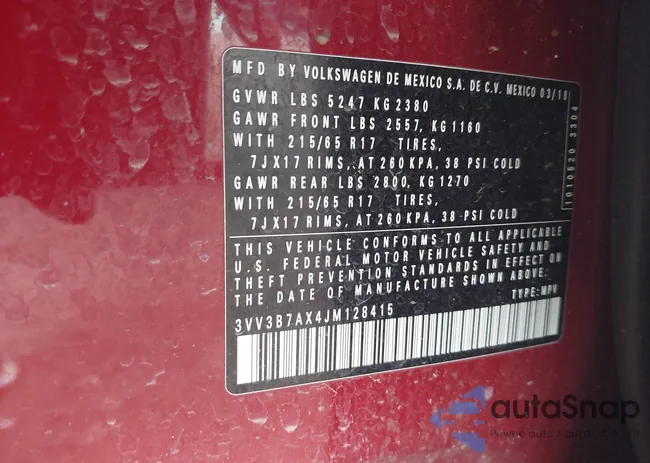 MFD BY VOLKSWAGEN DE MEXICO S.A. DE C.V. MEXICO 03/18
GVWR LBS 5247 KG 2380
GAWR FRONT LBS 2557, KG 1160
WITH 215/65 R17 TIRES,
7JX17 RIMS, AT 260 KPA, 38 PSI COLD
GAWR REAR LBS 2800, KG 1270
WITH 215/65 R17 TIRES,
7JX17 RIMS, AT 260 KPA, 38 PSI COLD
1010520 3304
THIS VEHICLE CONFORMS TO ALL APPLICABLE
U.S. FEDERAL MOTOR VEHICLE SAFETY AND
THEFT PREVENTION STANDARDS IN EFFECT ON
THE DATE OF MANUFACTURE SHOWN ABOVE.
TYPE: MPV
3VV3B7AX4JM128415
autoSnap
Pewne auto /